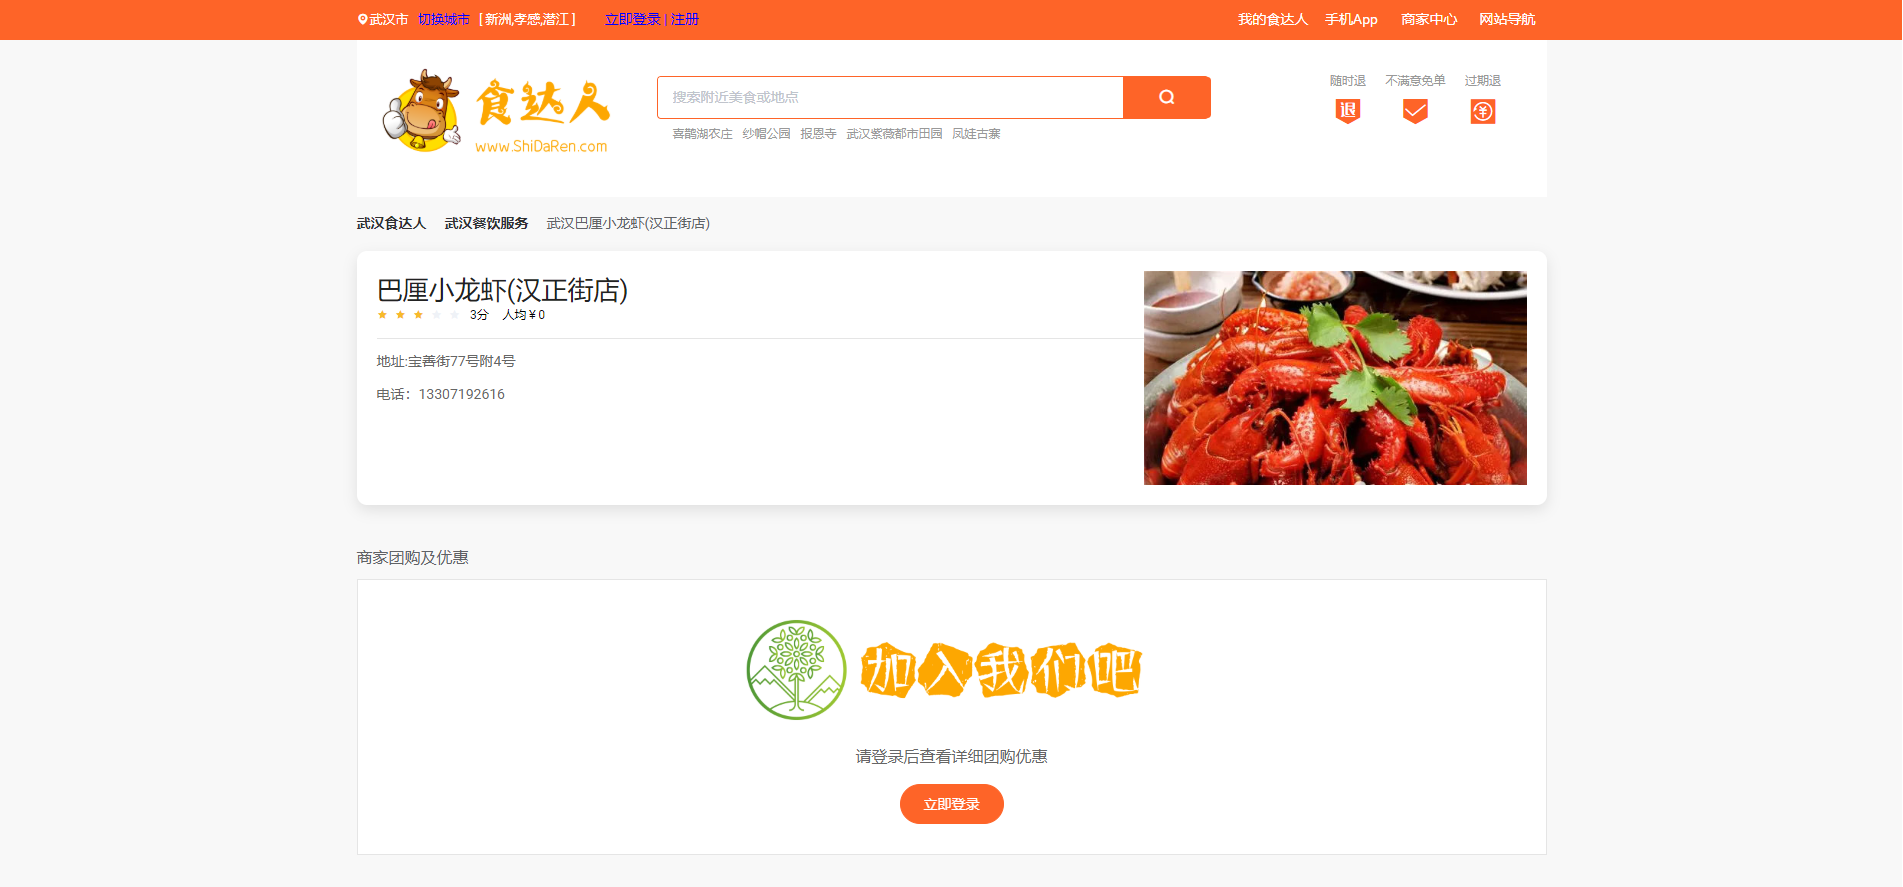 武汉市 切换城市 [ 新洲,孝感,潜江 ] 立即登录 | 注册 我的食达人 手机App 商家中心 网站导航
食达人
www.ShiDaRen.com
搜索附近美食或地点
喜鹊湖农庄 纱帽公园 报恩寺 武汉紫薇都市田园 凤娃古寨
随时退 不满意免单 过期退
退
武汉食达人 武汉餐饮服务 武汉巴厘小龙虾(汉正街店)
巴厘小龙虾(汉正街店)
3分 人均 ¥ 0
地址:宝善街77号附4号
电话：13307192616
商家团购及优惠
加入我们吧
请登录后查看详细团购优惠
立即登录